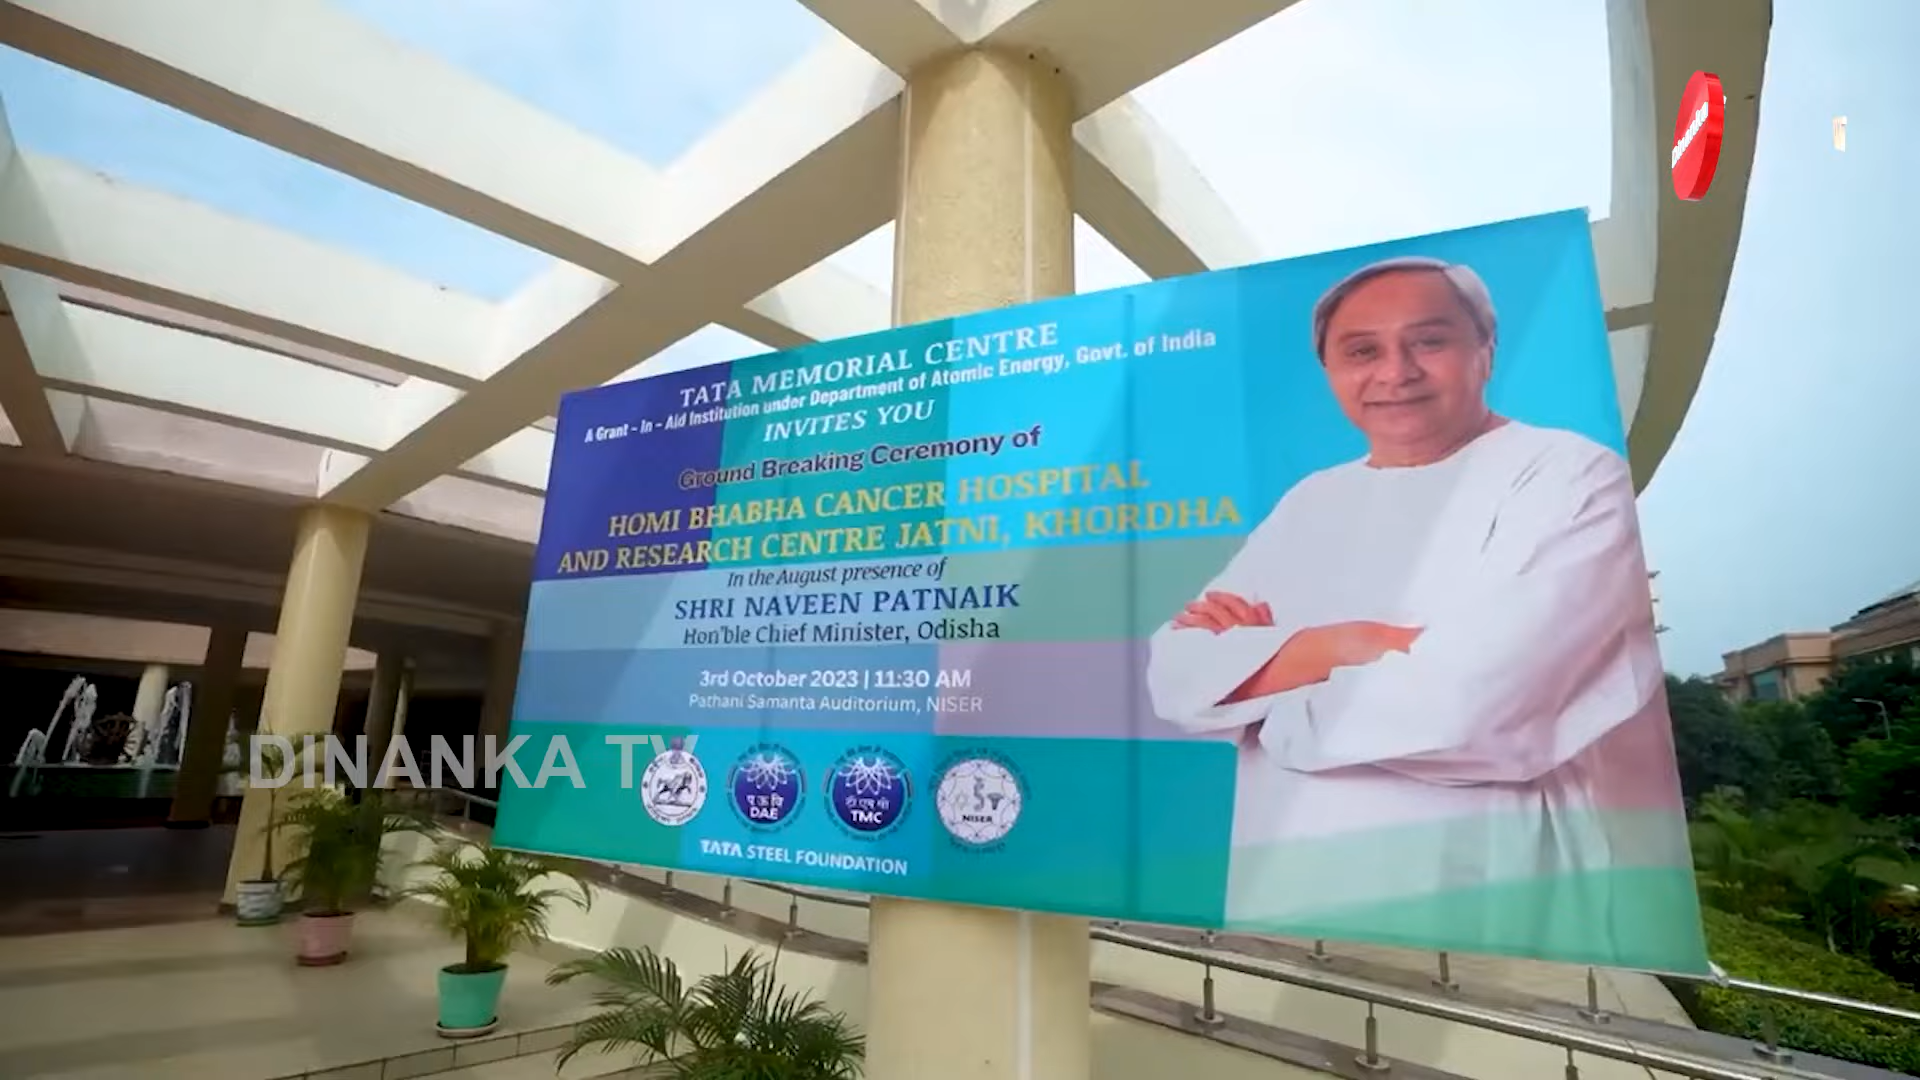 Dinanka
TATA MEMORIAL CENTRE
A Grant - In - Aid Institution under Department of Atomic Energy, Govt. of India
INVITES YOU
Ground Breaking Ceremony of
HOMI BHABHA CANCER HOSPITAL
AND RESEARCH CENTRE JATNI, KHORDHA
In the August presence of
SHRI NAVEEN PATNAIK
Hon'ble Chief Minister, Odisha
3rd October 2023 | 11:30 AM
Pathani Samanta Auditorium, NISER
DINANKA TV
प ऊ वि
DAE
टी एम सी
TMC
NISER
TATA STEEL FOUNDATION